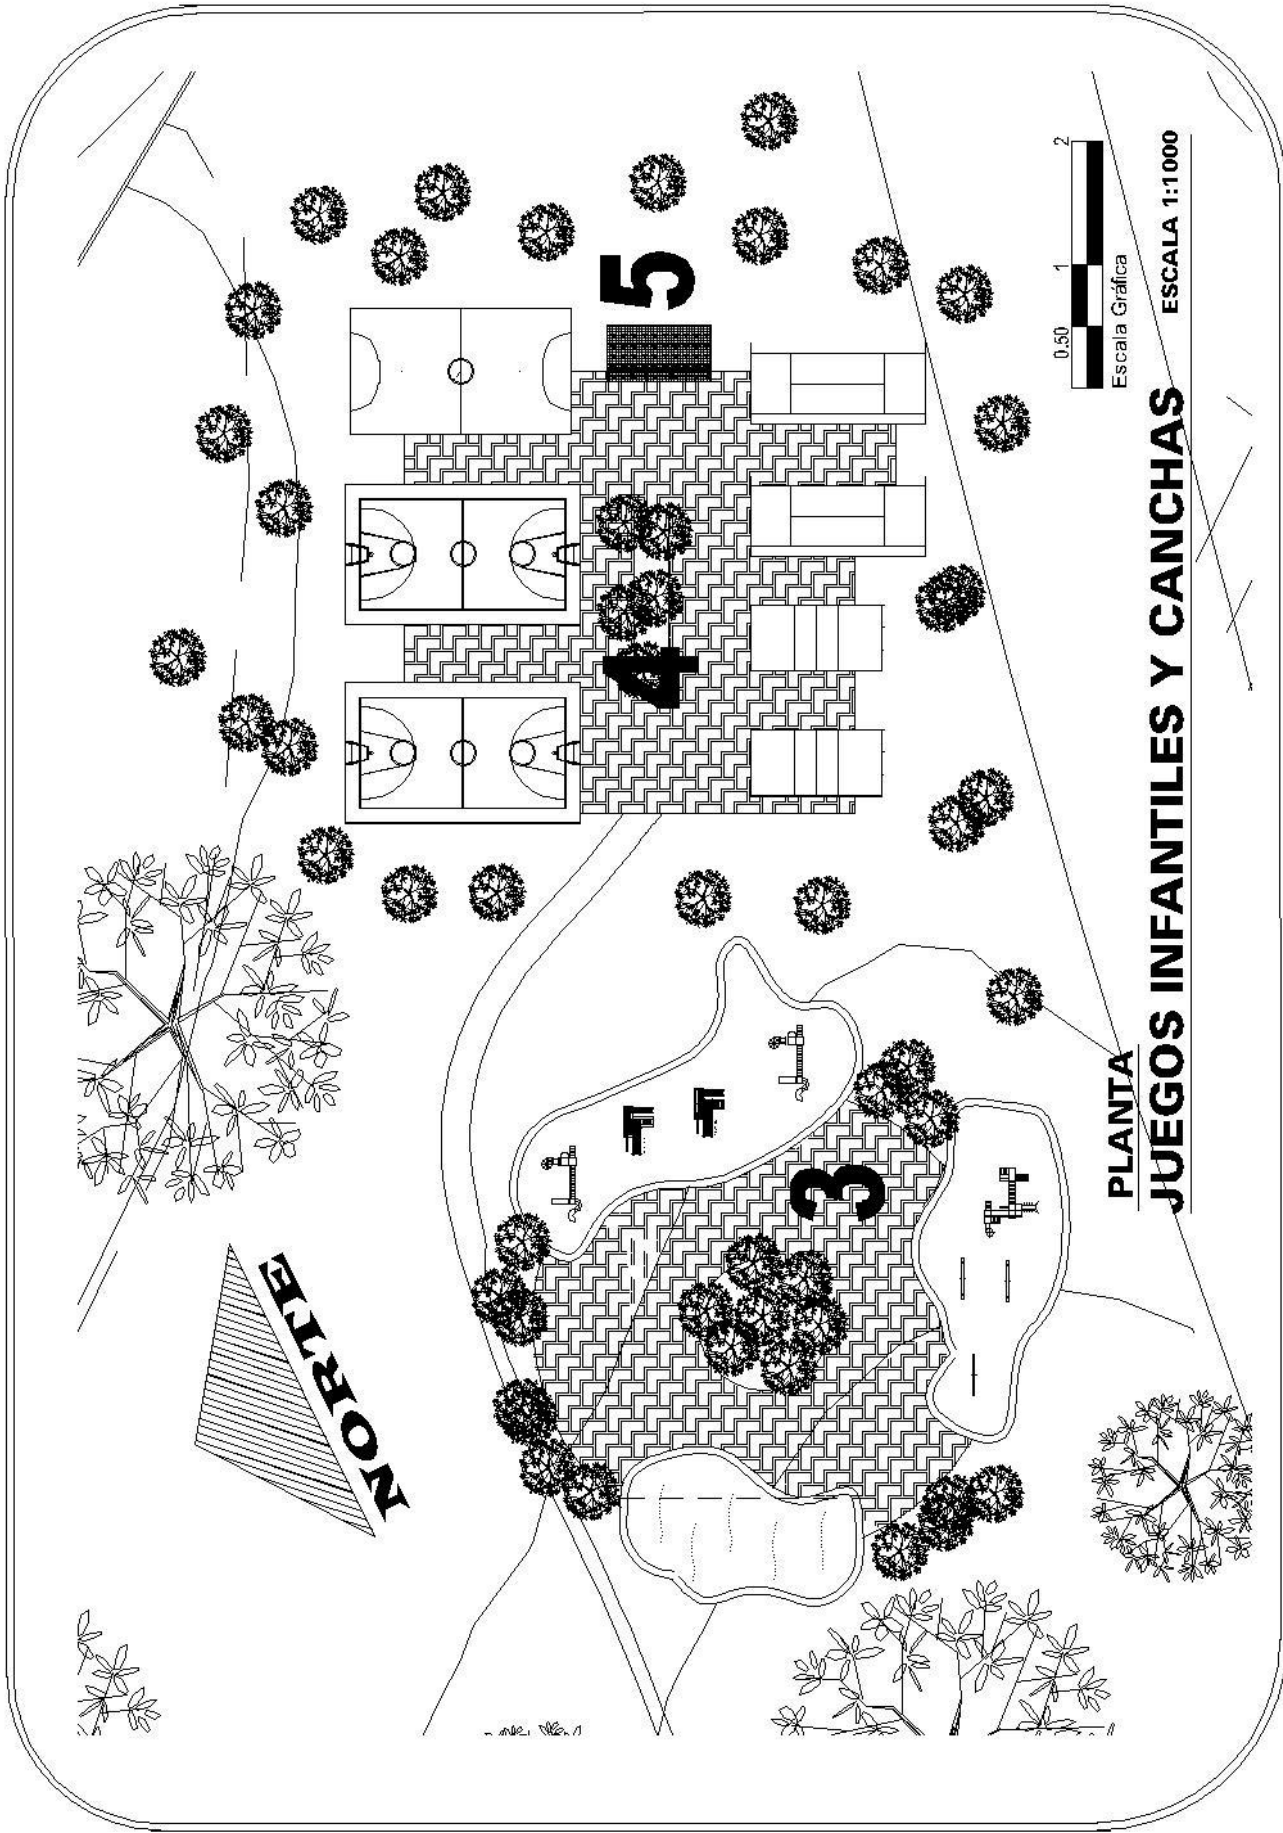 NORTE
3
4
5
PLANTA
JUEGOS INFANTILES Y CANCHAS
0.50 1 2
Escala Gráfica
ESCALA 1:1000